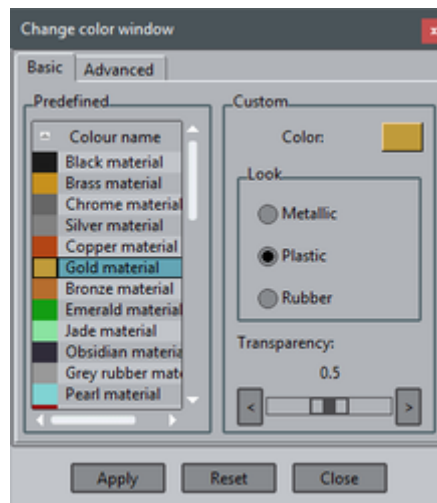 Change color window
x
Basic
Advanced
Predefined
Colour name
Black material
Brass material
Chrome material
Silver material
Copper material
Gold material
Bronze material
Emerald material
Jade material
Obsidian materia
Grey rubber mate
Pearl material
Custom
Color:
Look
Metallic
Plastic
Rubber
Transparency:
0.5
<
>
Apply
Reset
Close